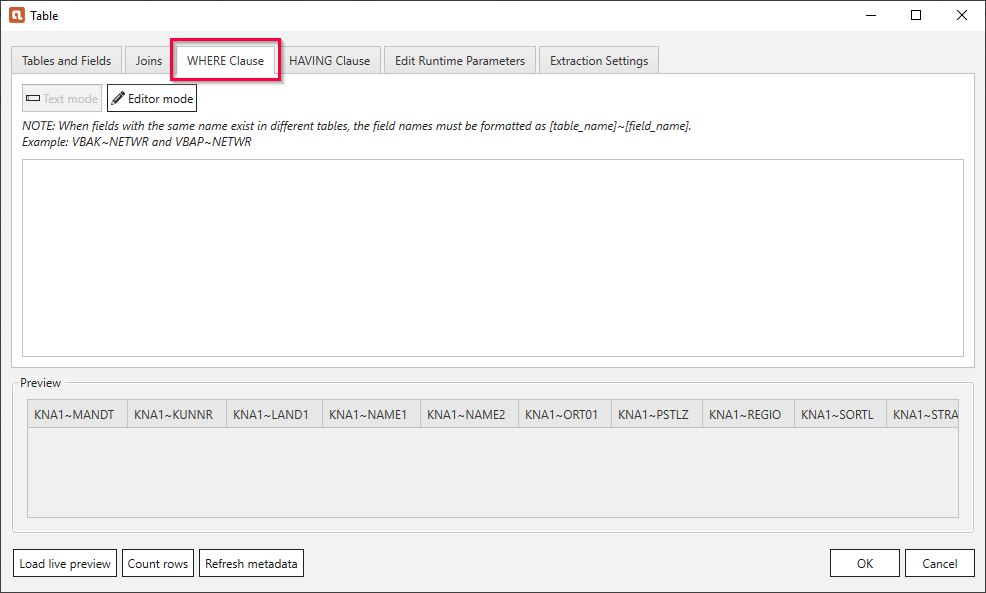 Table
Tables and Fields
Joins
WHERE Clause
HAVING Clause
Edit Runtime Parameters
Extraction Settings
Text mode
Editor mode
NOTE: When fields with the same name exist in different tables, the field names must be formatted as [table_name]~[field_name].
Example: VBAK~NETWR and VBAP~NETWR
Preview
KNA1~MANDT
KNA1~KUNNR
KNA1~LAND1
KNA1~NAME1
KNA1~NAME2
KNA1~ORT01
KNA1~PSTLZ
KNA1~REGIO
KNA1~SORTL
KNA1~STRA
Load live preview
Count rows
Refresh metadata
OK
Cancel